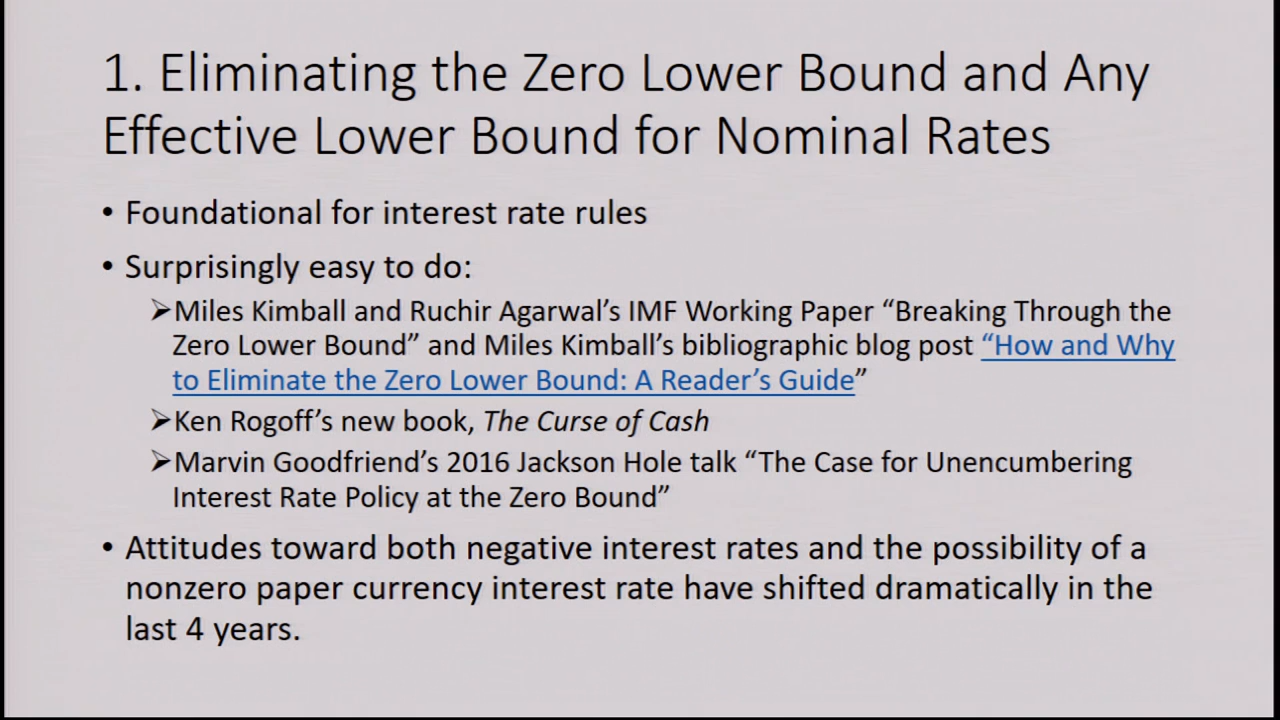 1. Eliminating the Zero Lower Bound and Any
Effective Lower Bound for Nominal Rates
• Foundational for interest rate rules
• Surprisingly easy to do:
➢Miles Kimball and Ruchir Agarwal’s IMF Working Paper “Breaking Through the
Zero Lower Bound” and Miles Kimball’s bibliographic blog post “How and Why
to Eliminate the Zero Lower Bound: A Reader’s Guide”
➢Ken Rogoff’s new book, The Curse of Cash
➢Marvin Goodfriend’s 2016 Jackson Hole talk “The Case for Unencumbering
Interest Rate Policy at the Zero Bound”
• Attitudes toward both negative interest rates and the possibility of a
nonzero paper currency interest rate have shifted dramatically in the
last 4 years.